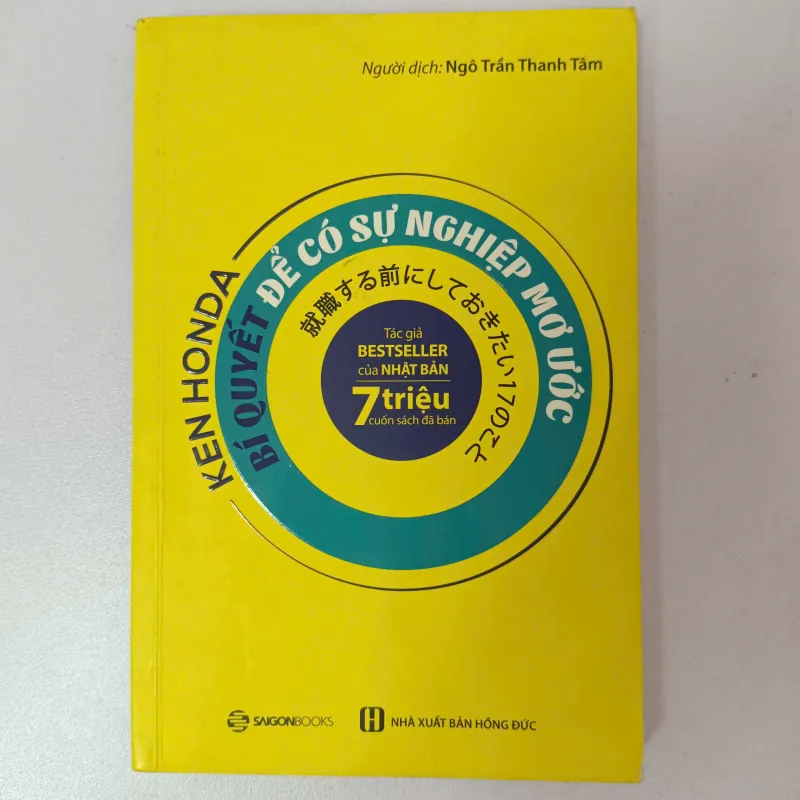 Người dịch: Ngô Trần Thanh Tâm
KEN HONDA
BÍ QUYẾT ĐỂ CÓ SỰ NGHIỆP MƠ ƯỚC
就職する前にしておきたい17のこと
Tác giả
BESTSELLER
của NHẬT BẢN
7 triệu
cuốn sách đã bán
SAIGONBOOKS
H NHÀ XUẤT BẢN HỒNG ĐỨC